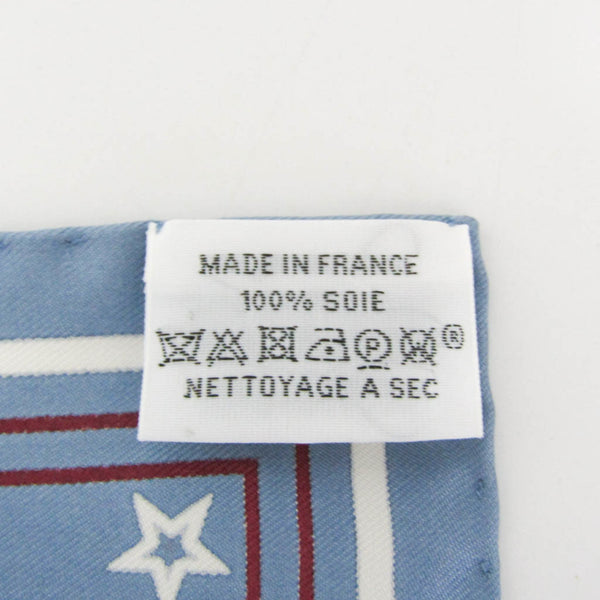 MADE IN FRANCE
100% SOIE
P ®
NETTOYAGE A SEC